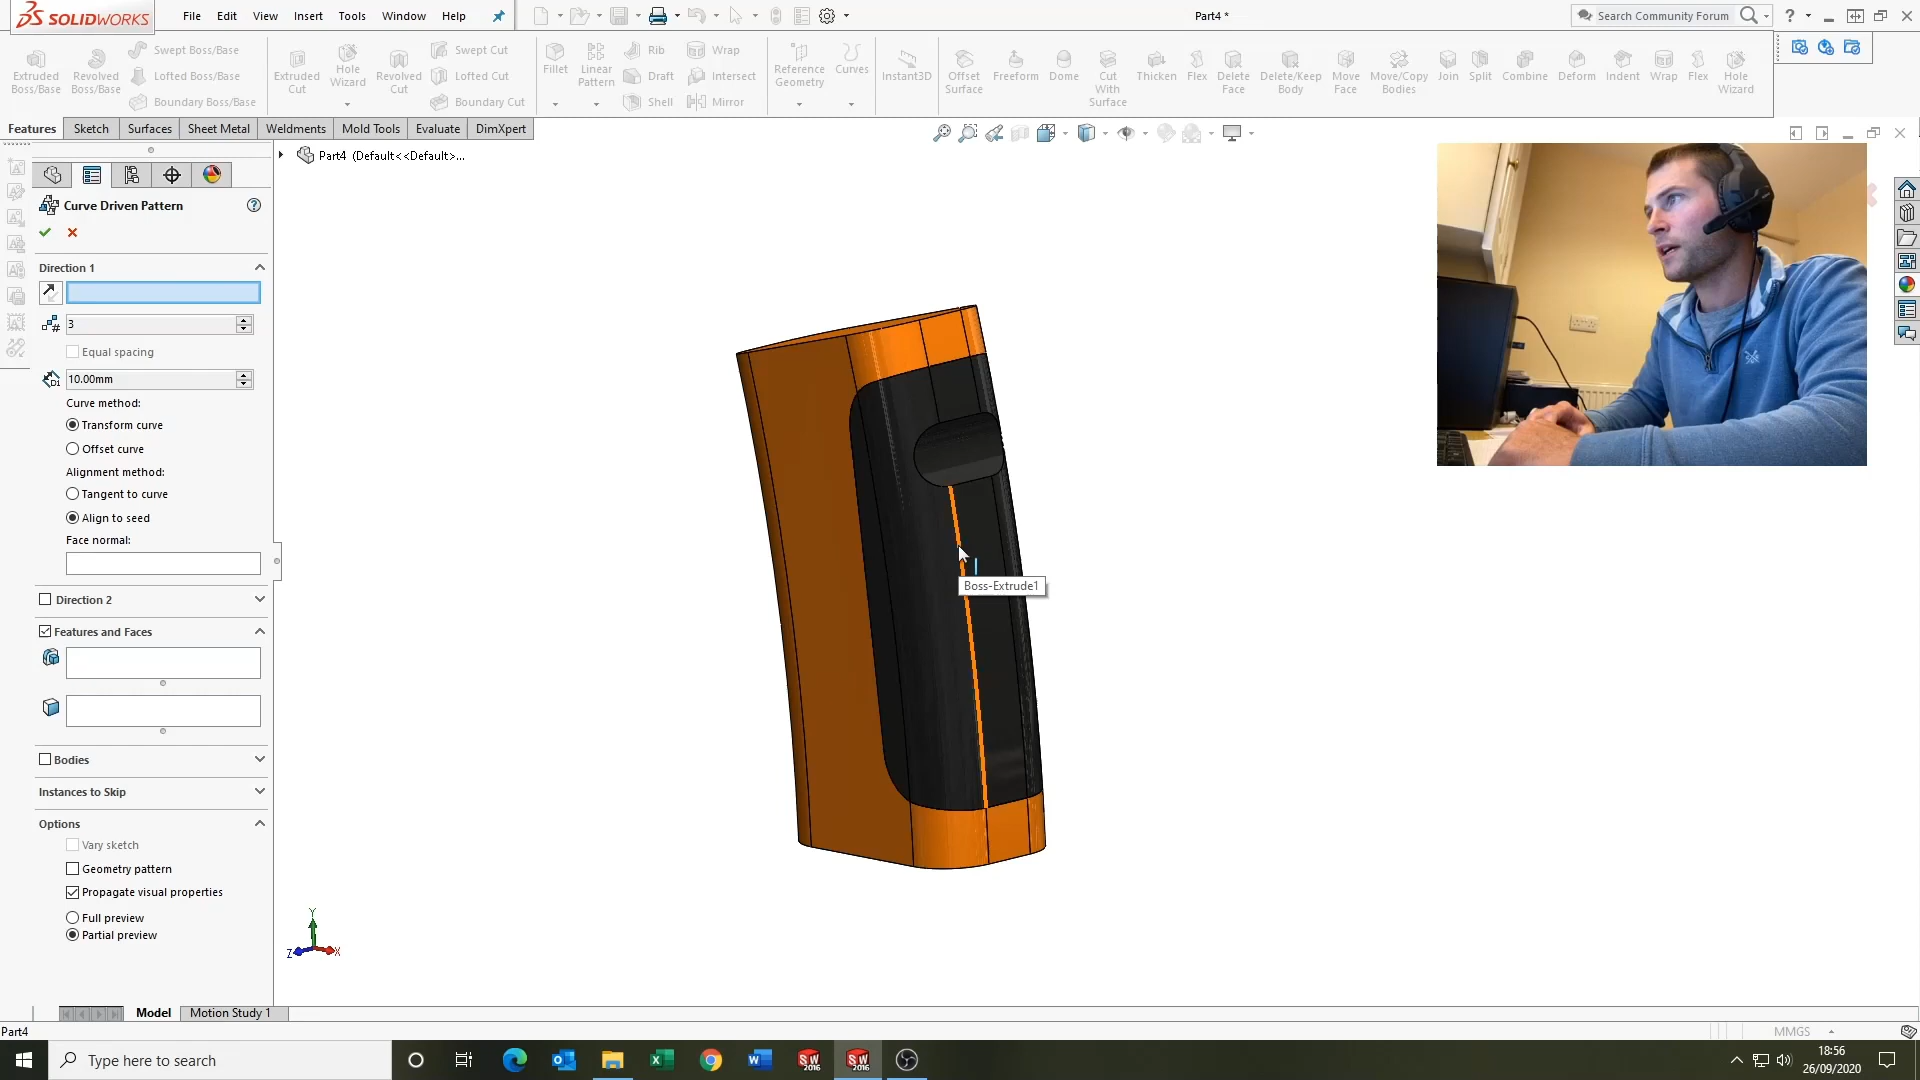 SOLIDWORKS File Edit View Insert Tools Window Help Part4 * Search Community Forum ?
Extruded Boss/Base Revolved Boss/Base Swept Boss/Base Lofted Boss/Base Boundary Boss/Base Extruded Cut Hole Wizard Revolved Cut Swept Cut Lofted Cut Boundary Cut Fillet Linear Pattern Rib Draft Shell Wrap Intersect Mirror Reference Geometry Curves Instant3D Offset Surface Freeform Dome Cut With Surface Thicken Flex Delete Face Delete/Keep Body Move Face Move/Copy Bodies Join Split Combine Deform Indent Wrap Flex Hole Wizard
Features Sketch Surfaces Sheet Metal Weldments Mold Tools Evaluate DimXpert
Part4 (Default<<Default>...
Curve Driven Pattern
Direction 1
3
Equal spacing
10.00mm
Curve method:
Transform curve
Offset curve
Alignment method:
Tangent to curve
Align to seed
Face normal:
Direction 2
Boss-Extrude1
Features and Faces
Bodies
Instances to Skip
Options
Vary sketch
Geometry pattern
Propagate visual properties
Full preview
Partial preview
Y
Z X
Model Motion Study 1
Part4 MMGS
Type here to search
SW 2016 SW 2016
18:56
26/09/2020